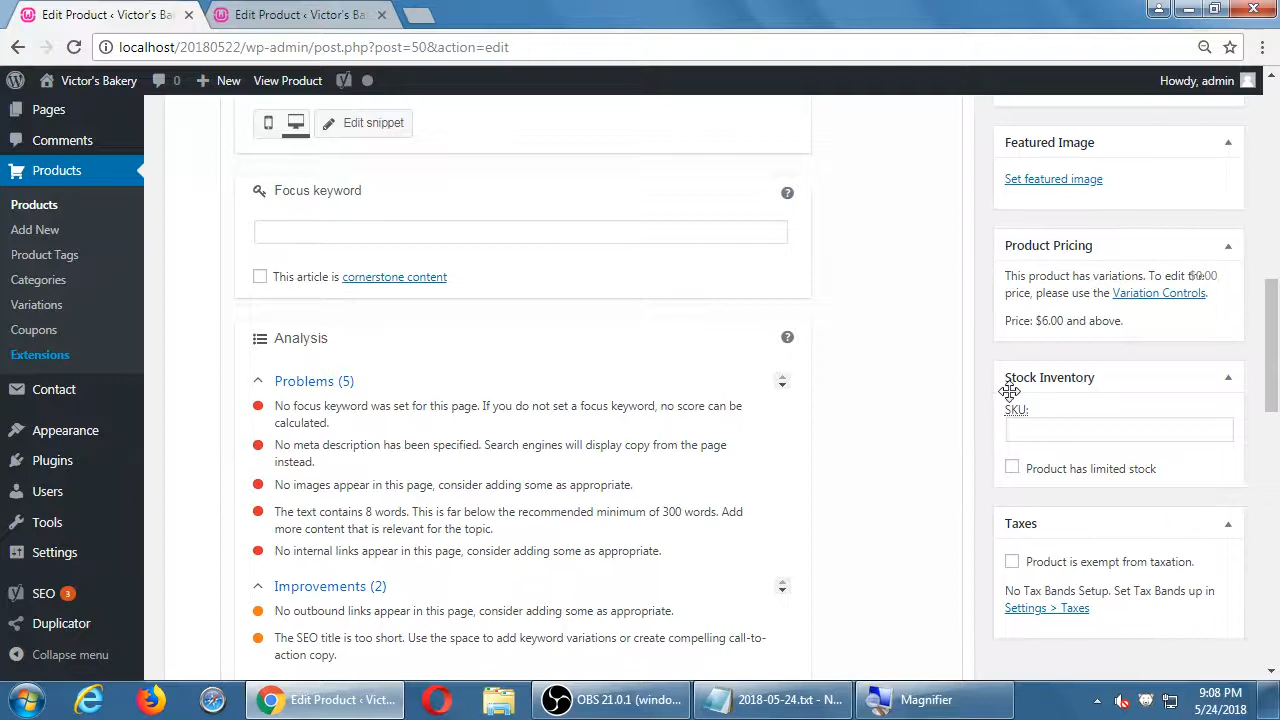 Edit Product ‹ Victor's Ba
Edit Product ‹ Victor's Ba
localhost/20180522/wp-admin/post.php?post=50&action=edit
Victor's Bakery
0
New
View Product
Howdy, admin
Pages
Comments
Products
Products
Add New
Product Tags
Categories
Variations
Coupons
Extensions
Contact
Appearance
Plugins
Users
Tools
Settings
SEO 3
Duplicator
Collapse menu
Edit snippet
Focus keyword
This article is cornerstone content
Analysis
Problems (5)
No focus keyword was set for this page. If you do not set a focus keyword, no score can be
calculated.
No meta description has been specified. Search engines will display copy from the page
instead.
No images appear in this page, consider adding some as appropriate.
The text contains 8 words. This is far below the recommended minimum of 300 words. Add
more content that is relevant for the topic.
No internal links appear in this page, consider adding some as appropriate.
Improvements (2)
No outbound links appear in this page, consider adding some as appropriate.
The SEO title is too short. Use the space to add keyword variations or create compelling call-to-
action copy.
Featured Image
Set featured image
Product Pricing
This product has variations. To edit the
price, please use the Variation Controls.
Price: $6.00 and above.
Stock Inventory
SKU:
Product has limited stock
Taxes
Product is exempt from taxation.
No Tax Bands Setup. Set Tax Bands up in
Settings > Taxes
Edit Product ‹ Vict...
OBS 21.0.1 (windo...
2018-05-24.txt - N...
Magnifier
9:08 PM
5/24/2018